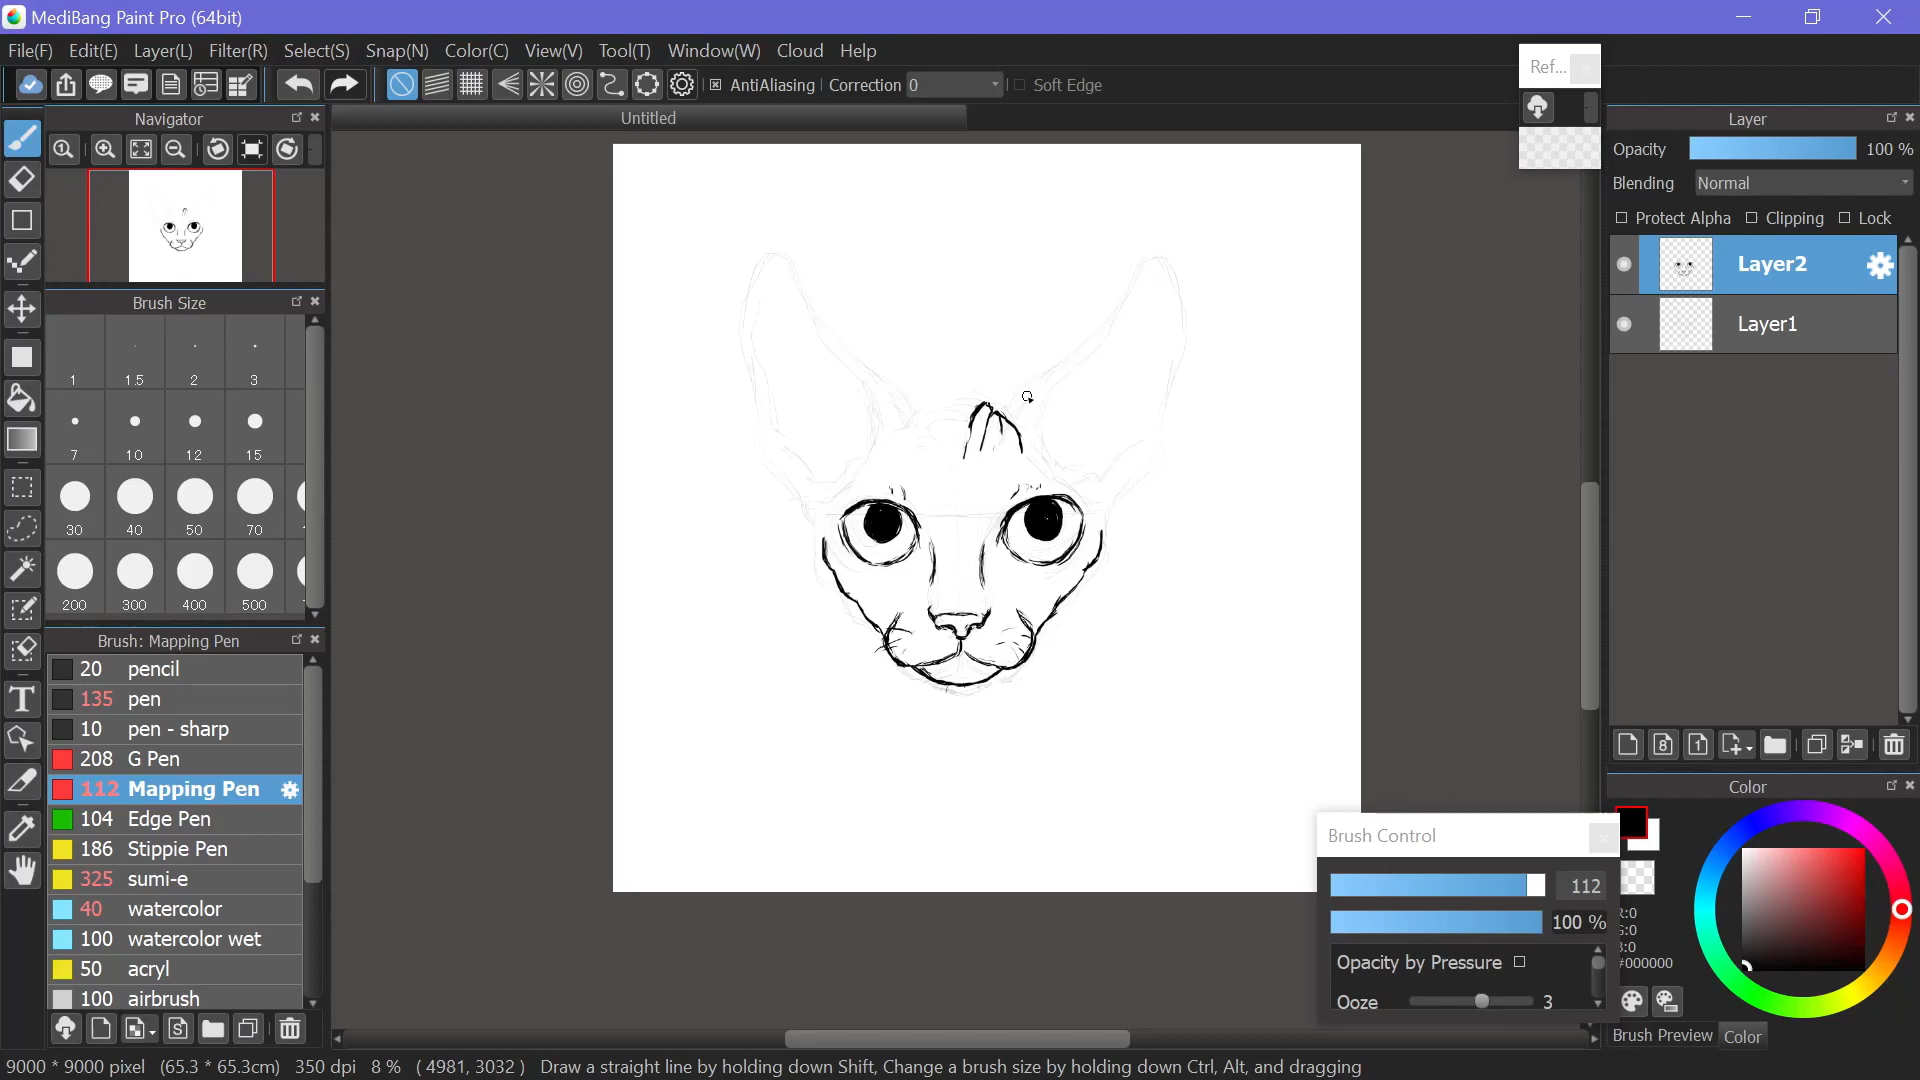 MediBang Paint Pro (64bit)
File(F) Edit(E) Layer(L) Filter(R) Select(S) Snap(N) Color(C) View(V) Tool(T) Window(W) Cloud Help
AntiAliasing Correction 0 Soft Edge
Ref...
Navigator
Untitled
Layer
Opacity 100 %
Blending Normal
Protect Alpha Clipping Lock
Layer2
Layer1
Brush Size
1 1.5 2 3
7 10 12 15
30 40 50 70
200 300 400 500
Brush: Mapping Pen
20 pencil
135 pen
10 pen - sharp
208 G Pen
112 Mapping Pen
104 Edge Pen
186 Stippie Pen
325 sumi-e
40 watercolor
100 watercolor wet
50 acryl
100 airbrush
Color
Brush Control
112
100 %
Opacity by Pressure
Ooze 3
:0
:0
:0
#000000
Brush Preview Color
9000 * 9000 pixel (65.3 * 65.3cm) 350 dpi 8 % ( 4981, 3032 ) Draw a straight line by holding down Shift, Change a brush size by holding down Ctrl, Alt, and dragging